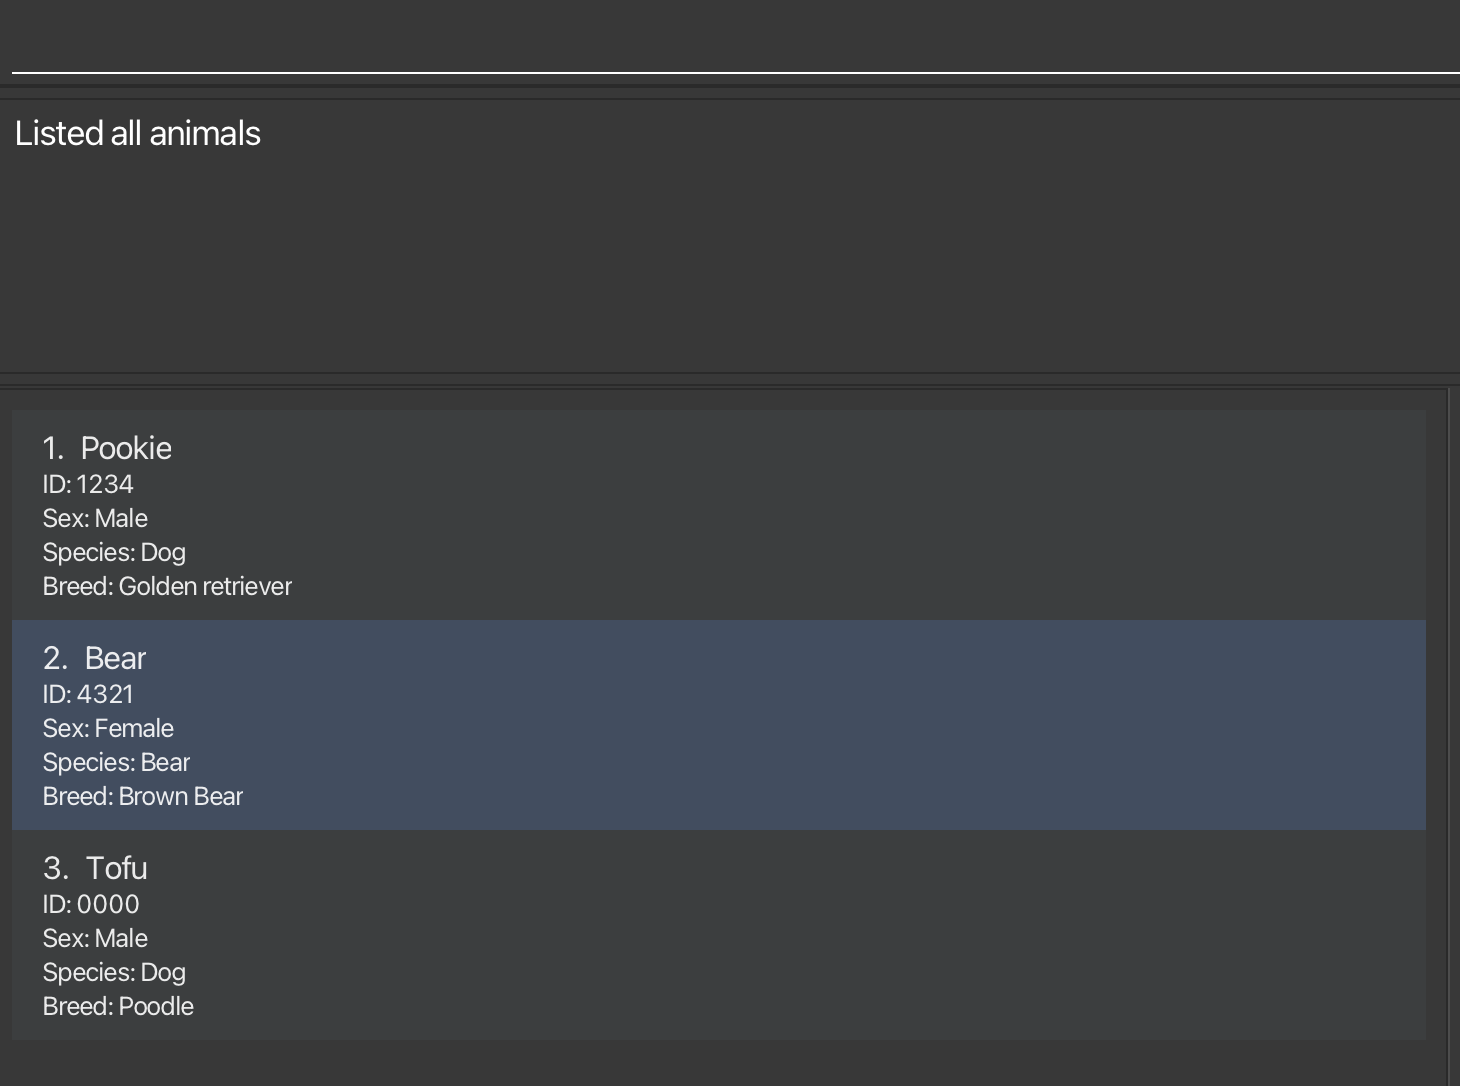 Listed all animals
1. Pookie
ID: 1234
Sex: Male
Species: Dog
Breed: Golden retriever
2. Bear
ID: 4321
Sex: Female
Species: Bear
Breed: Brown Bear
3. Tofu
ID: 0000
Sex: Male
Species: Dog
Breed: Poodle